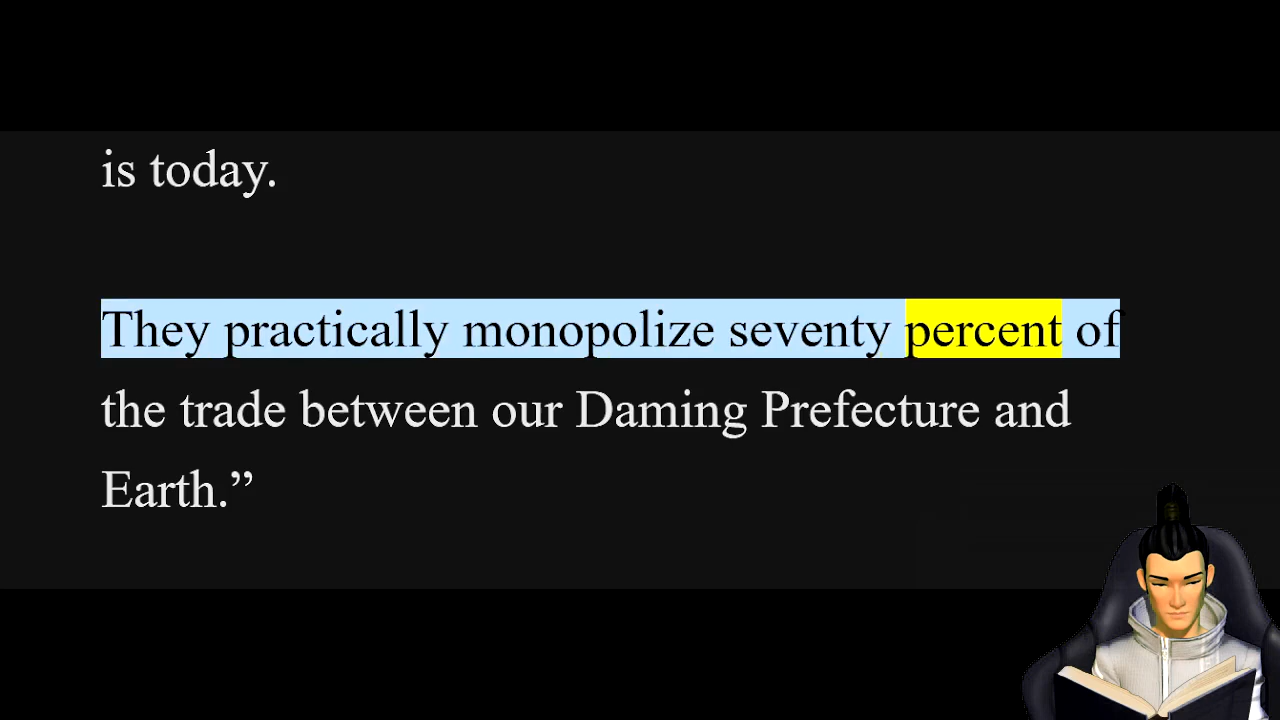 is today.
They practically monopolize seventy percent of
the trade between our Daming Prefecture and
Earth.”